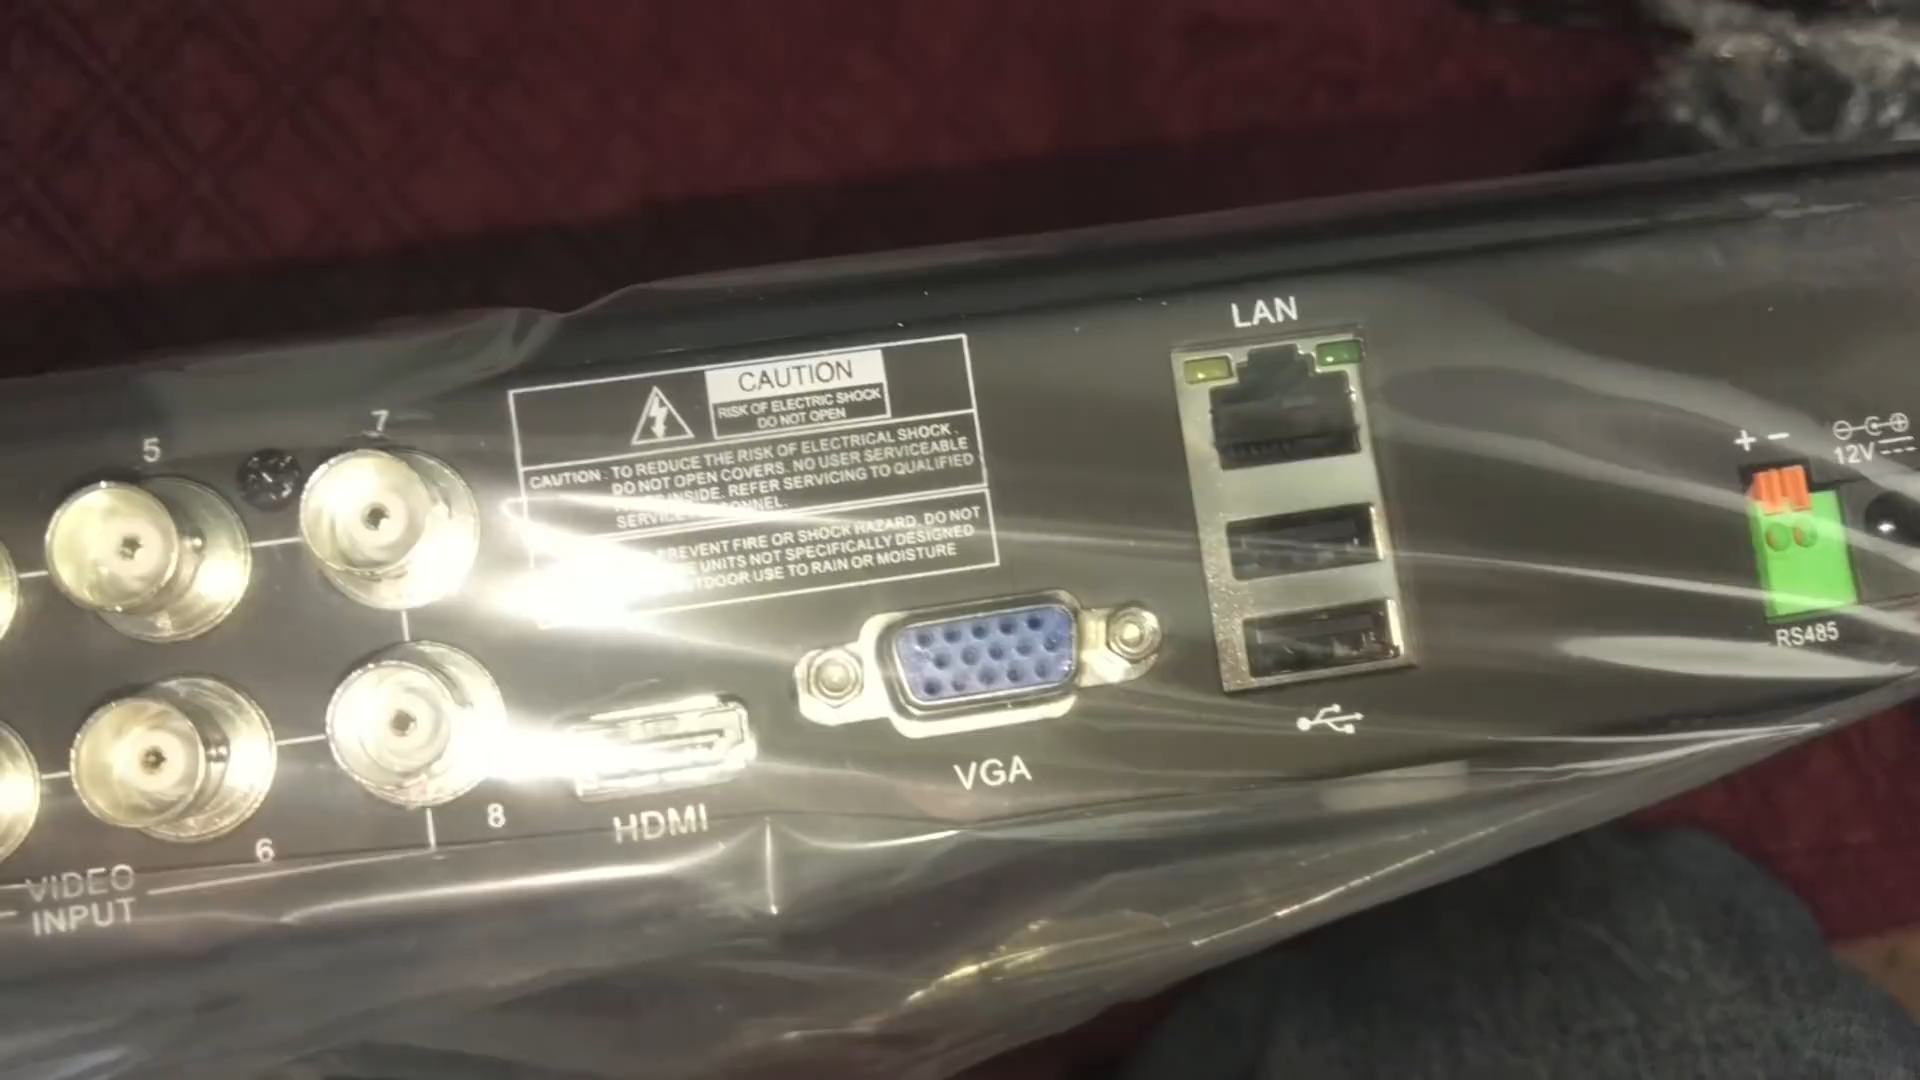 LAN
CAUTION
RISK OF ELECTRIC SHOCK
DO NOT OPEN
CAUTION : TO REDUCE THE RISK OF ELECTRICAL SHOCK .
DO NOT OPEN COVERS. NO USER SERVICEABLE
INSIDE. REFER SERVICING TO QUALIFIED
PREVENT FIRE OR SHOCK HAZARD. DO NOT
UNITS NOT SPECIFICALLY DESIGNED
USE TO RAIN OR MOISTURE
5
7
+ -
12V
RS485
VGA
HDMI
8
6
VIDEO
INPUT